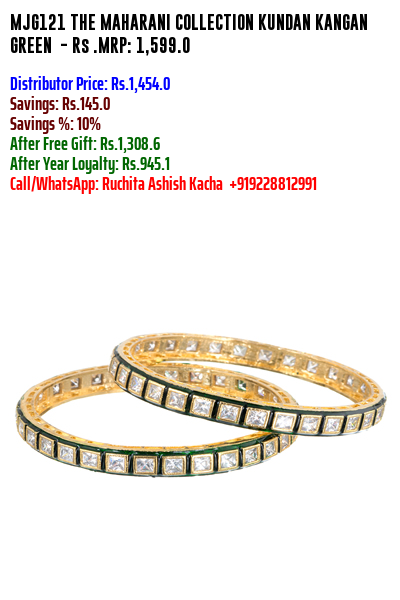 MJG121 THE MAHARANI COLLECTION KUNDAN KANGAN
GREEN - Rs .MRP: 1,599.0
Distributor Price: Rs.1,454.0
Savings: Rs.145.0
Savings %: 10%
After Free Gift: Rs.1,308.6
After Year Loyalty: Rs.945.1
Call/WhatsApp: Ruchita Ashish Kacha +919228812991